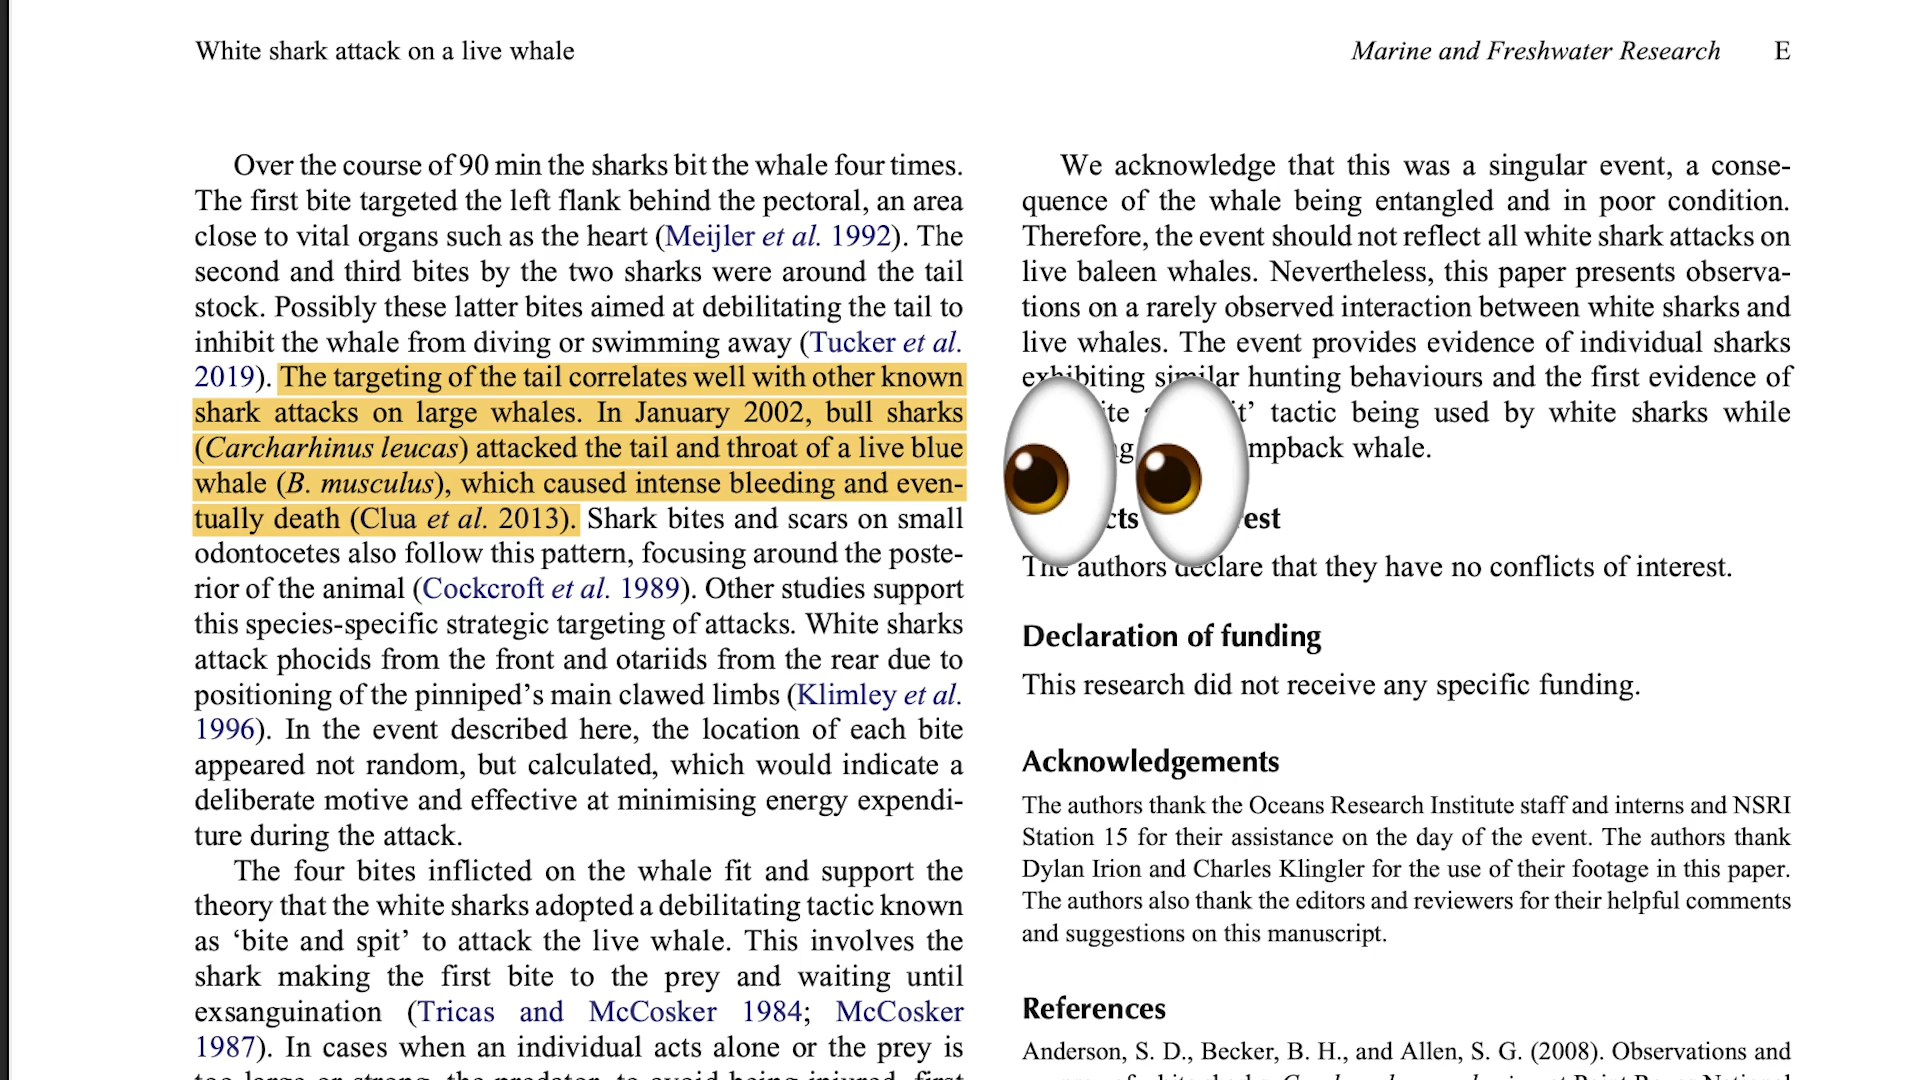 White shark attack on a live whale
Marine and Freshwater Research E
Over the course of 90 min the sharks bit the whale four times.
The first bite targeted the left flank behind the pectoral, an area
close to vital organs such as the heart (Meijler et al. 1992). The
second and third bites by the two sharks were around the tail
stock. Possibly these latter bites aimed at debilitating the tail to
inhibit the whale from diving or swimming away (Tucker et al.
2019). The targeting of the tail correlates well with other known
shark attacks on large whales. In January 2002, bull sharks
(Carcharhinus leucas) attacked the tail and throat of a live blue
whale (B. musculus), which caused intense bleeding and even-
tually death (Clua et al. 2013). Shark bites and scars on small
odontocetes also follow this pattern, focusing around the poste-
rior of the animal (Cockcroft et al. 1989). Other studies support
this species-specific strategic targeting of attacks. White sharks
attack phocids from the front and otariids from the rear due to
positioning of the pinniped’s main clawed limbs (Klimley et al.
1996). In the event described here, the location of each bite
appeared not random, but calculated, which would indicate a
deliberate motive and effective at minimising energy expendi-
ture during the attack.
The four bites inflicted on the whale fit and support the
theory that the white sharks adopted a debilitating tactic known
as ‘bite and spit’ to attack the live whale. This involves the
shark making the first bite to the prey and waiting until
exsanguination (Tricas and McCosker 1984; McCosker
1987). In cases when an individual acts alone or the prey is
We acknowledge that this was a singular event, a conse-
quence of the whale being entangled and in poor condition.
Therefore, the event should not reflect all white shark attacks on
live baleen whales. Nevertheless, this paper presents observa-
tions on a rarely observed interaction between white sharks and
live whales. The event provides evidence of individual sharks
exhibiting similar hunting behaviours and the first evidence of
tactic being used by white sharks while
whale.
The authors declare that they have no conflicts of interest.
Declaration of funding
This research did not receive any specific funding.
Acknowledgements
The authors thank the Oceans Research Institute staff and interns and NSRI
Station 15 for their assistance on the day of the event. The authors thank
Dylan Irion and Charles Klingler for the use of their footage in this paper.
The authors also thank the editors and reviewers for their helpful comments
and suggestions on this manuscript.
References
Anderson, S. D., Becker, B. H., and Allen, S. G. (2008). Observations and